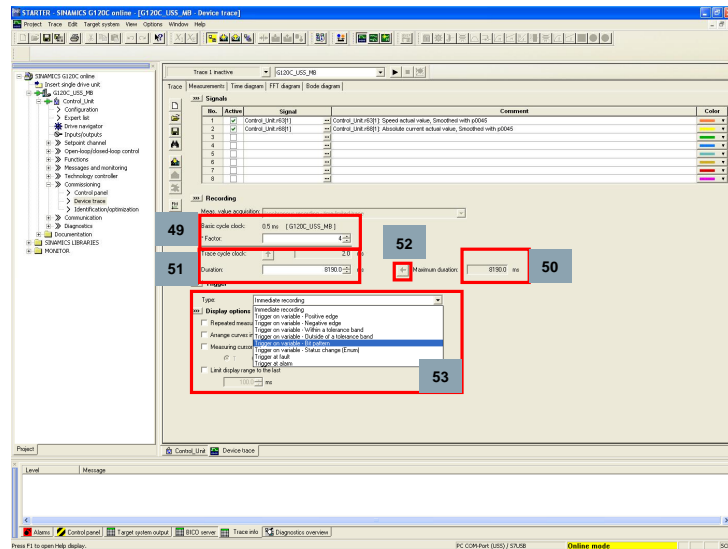 STARTER - SINAMICS G120C online - [G120C_USS_MB - Device trace]
Project Trace Edit Target system View Options Window Help
SINAMICS G120C online
Insert single drive unit
G120C_USS_MB
Control_Unit
Configuration
Expert list
Drive navigator
Inputs/outputs
Setpoint channel
Open-loop/closed-loop control
Functions
Messages and monitoring
Technology controller
Commissioning
Control panel
Device trace
Identification/optimization
Communication
Diagnostics
Documentation
SINAMICS LIBRARIES
MONITOR
Project
Trace 1 Inactive G120C_USS_MB
Trace Measurements Time diagram FFT diagram Bode diagram
Signals
No. Active Signal Comment Color
1 Control_Unit.r63[1] ... Control_Unit.r63[1]: Speed actual value, Smoothed with p0045
2 Control_Unit.r68[1] ... Control_Unit.r68[1]: Absolute current actual value, Smoothed with p0045
3 ...
4 ...
5 ...
6 ...
7 ...
8 ...
Recording
Meas. value acquisition:
49
Basic cycle clock: 0.5 ms [G120C_USS_MB]
* Factor: 4
52
51
Trace cycle clock: 2.0
Duration: 8190.0
Maximum duration: 8190.0 ms
50
Trigger
Type: Immediate recording
Immediate recording
Trigger on variable - Positive edge
Trigger on variable - Negative edge
Trigger on variable - Within a tolerance band
Trigger on variable - Outside of a tolerance band
Trigger on variable - Bit pattern
Trigger on variable - Status change (Enum)
Trigger at fault
Trigger at alarm
53
Display options
Repeated
Arrange curves
Measuring
Limit display range to the last
100.0 ms
Control_Unit Device trace
Level Message
Alarms Control panel Target system output BICO server Trace info Diagnostics overview
Press F1 to open Help display. PC COM-Port (USS) / S7USB Online mode